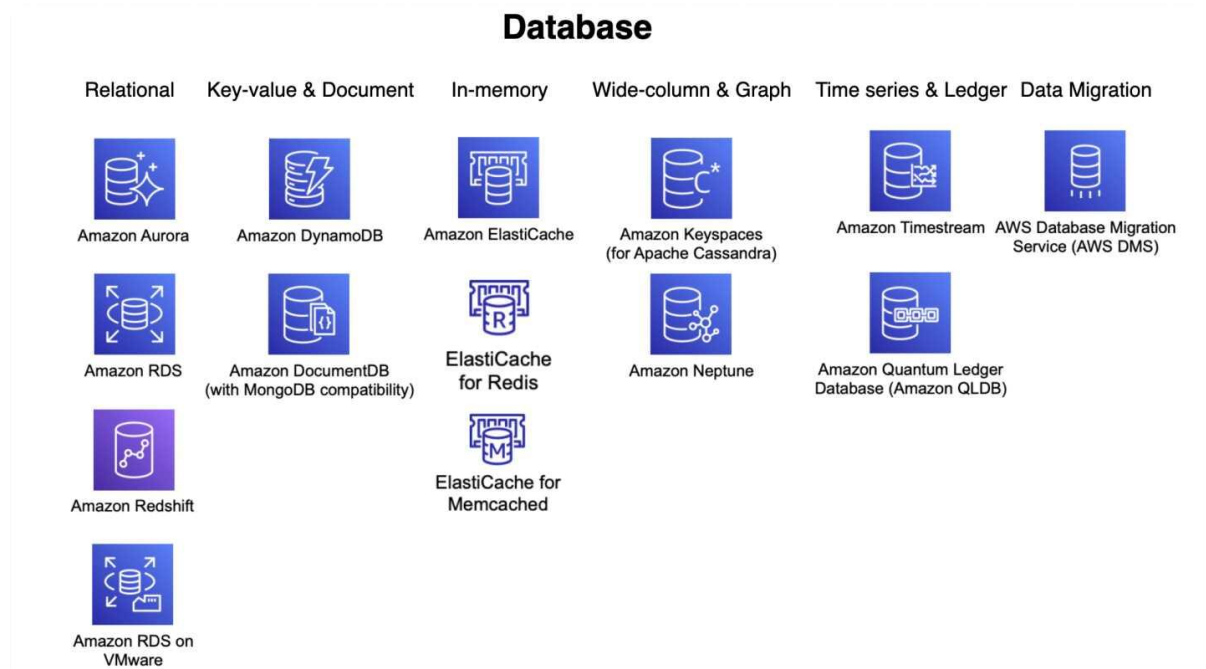 Database
Relational
Key-value & Document
In-memory
Wide-column & Graph
Time series & Ledger
Data Migration
Amazon Aurora
Amazon DynamoDB
Amazon ElastiCache
Amazon Keyspaces
(for Apache Cassandra)
Amazon Timestream
AWS Database Migration
Service (AWS DMS)
C*
Amazon RDS
Amazon DocumentDB
(with MongoDB compatibility)
{}
R
ElastiCache
for Redis
Amazon Neptune
Amazon Quantum Ledger
Database (Amazon QLDB)
Amazon Redshift
M
ElastiCache for
Memcached
Amazon RDS on
VMware